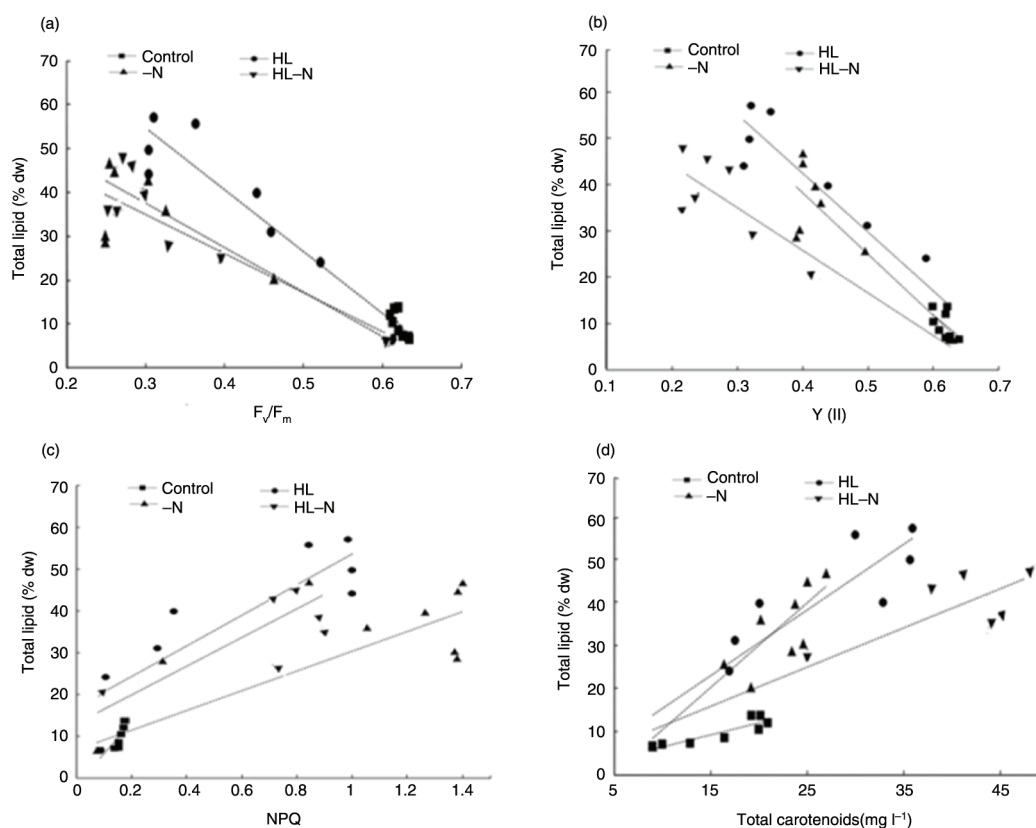 (a)
Control HL
–N HL–N
70
60
50
40
30
20
10
0
Total lipid (% dw)
0.2 0.3 0.4 0.5 0.6 0.7
Fv/Fm
(b)
Control HL
–N HL–N
70
60
50
40
30
20
10
0
Total lipid (% dw)
0.1 0.2 0.3 0.4 0.5 0.6 0.7
Y (II)
(c)
Control HL
–N HL–N
70
60
50
40
30
20
10
0
Total lipid (% dw)
0 0.2 0.4 0.6 0.8 1 1.2 1.4
NPQ
(d)
Control HL
–N HL–N
70
60
50
40
30
20
10
0
Total lipid (% dw)
5 15 25 35 45
Total carotenoids(mg l⁻¹)